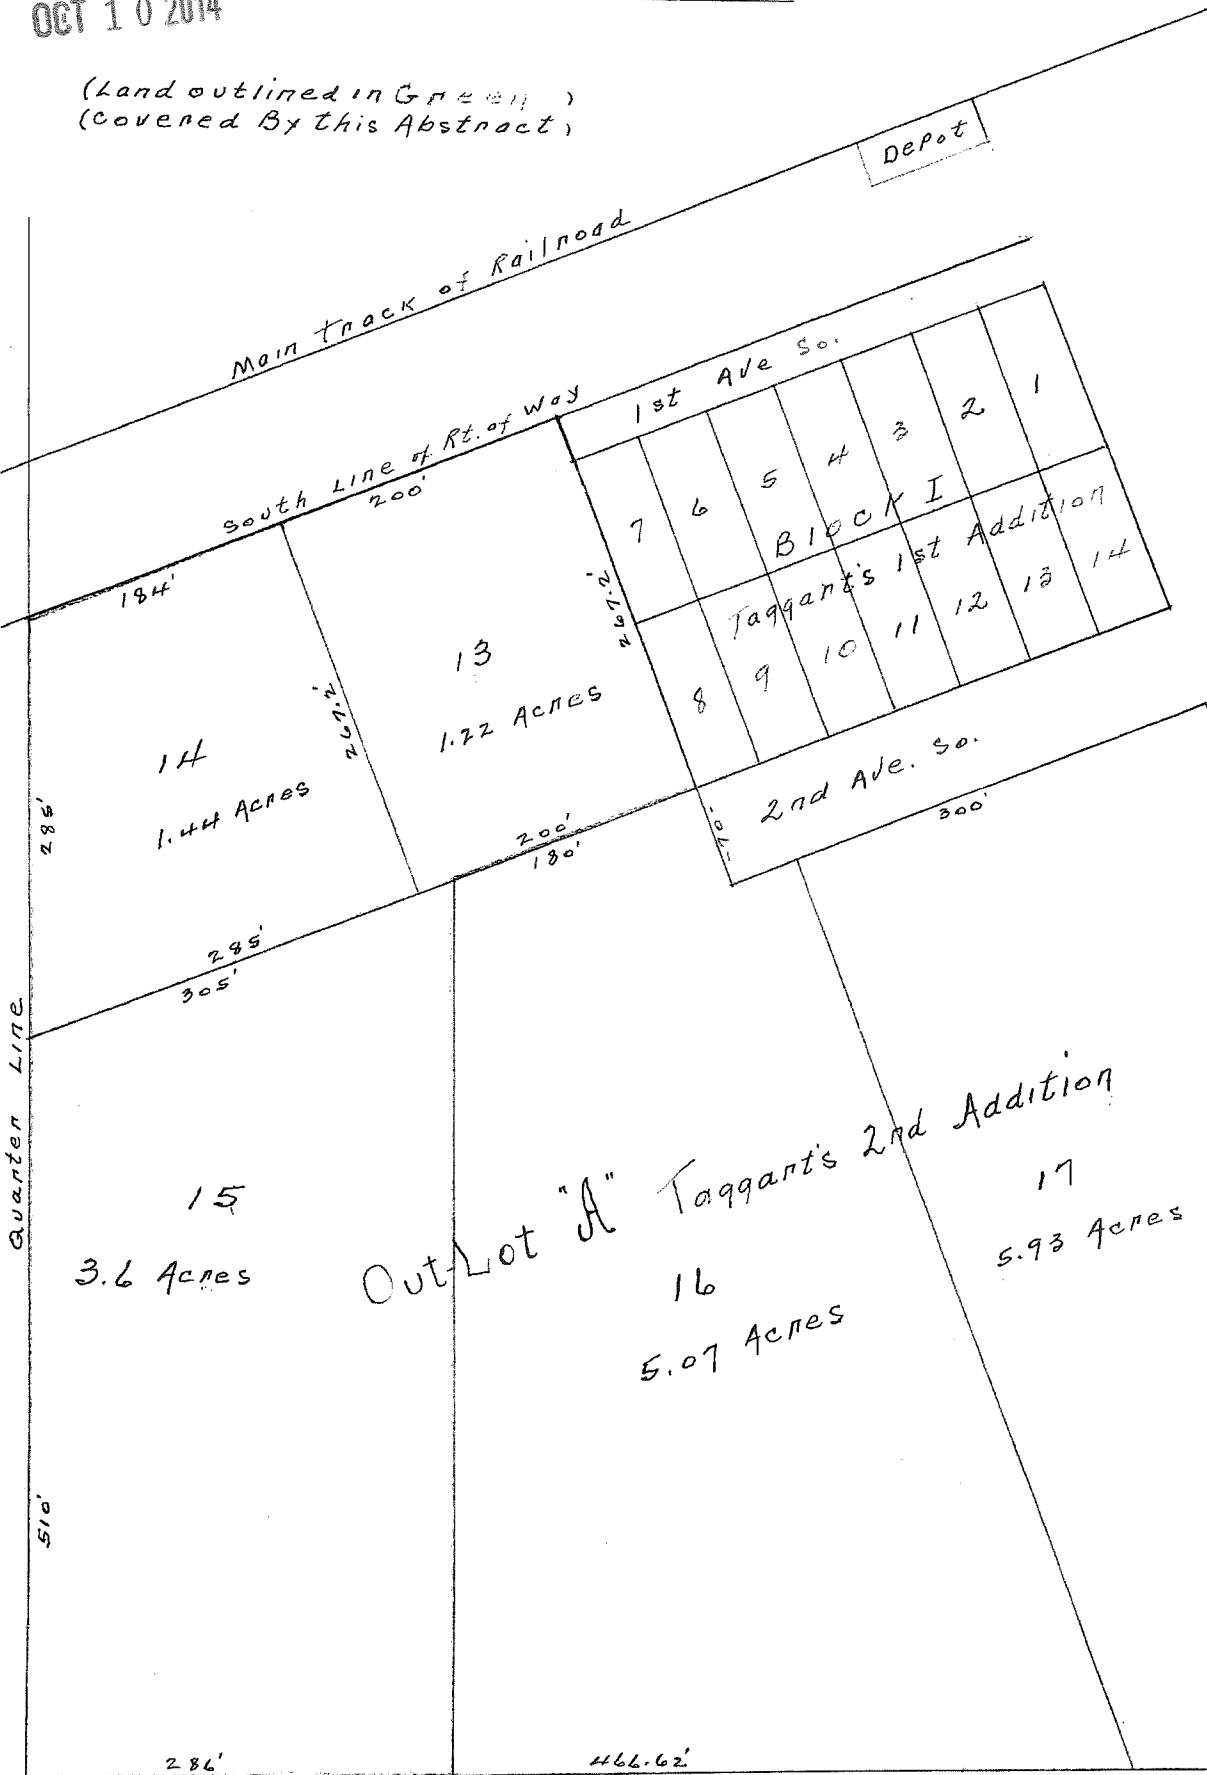 OCT 10 2014
(Land outlined in Green)
(Covered By this Abstract)
Depot
Main Track of Railroad
South Line of Rt. of Way
1st Ave So.
200'
184'
7 6 5 4 3 2 1
BLOCK I
Taggart's 1st Addition
8 9 10 11 12 13 14
267.2'
267.2'
13
1.22 Acres
14
1.44 Acres
285'
2nd Ave. So.
-70'-
300'
200'
180'
285'
305'
Quarter Line
Out-Lot "A" Taggart's 2nd Addition
15
3.6 Acres
16
5.07 Acres
17
5.93 Acres
510'
286'
466.62'